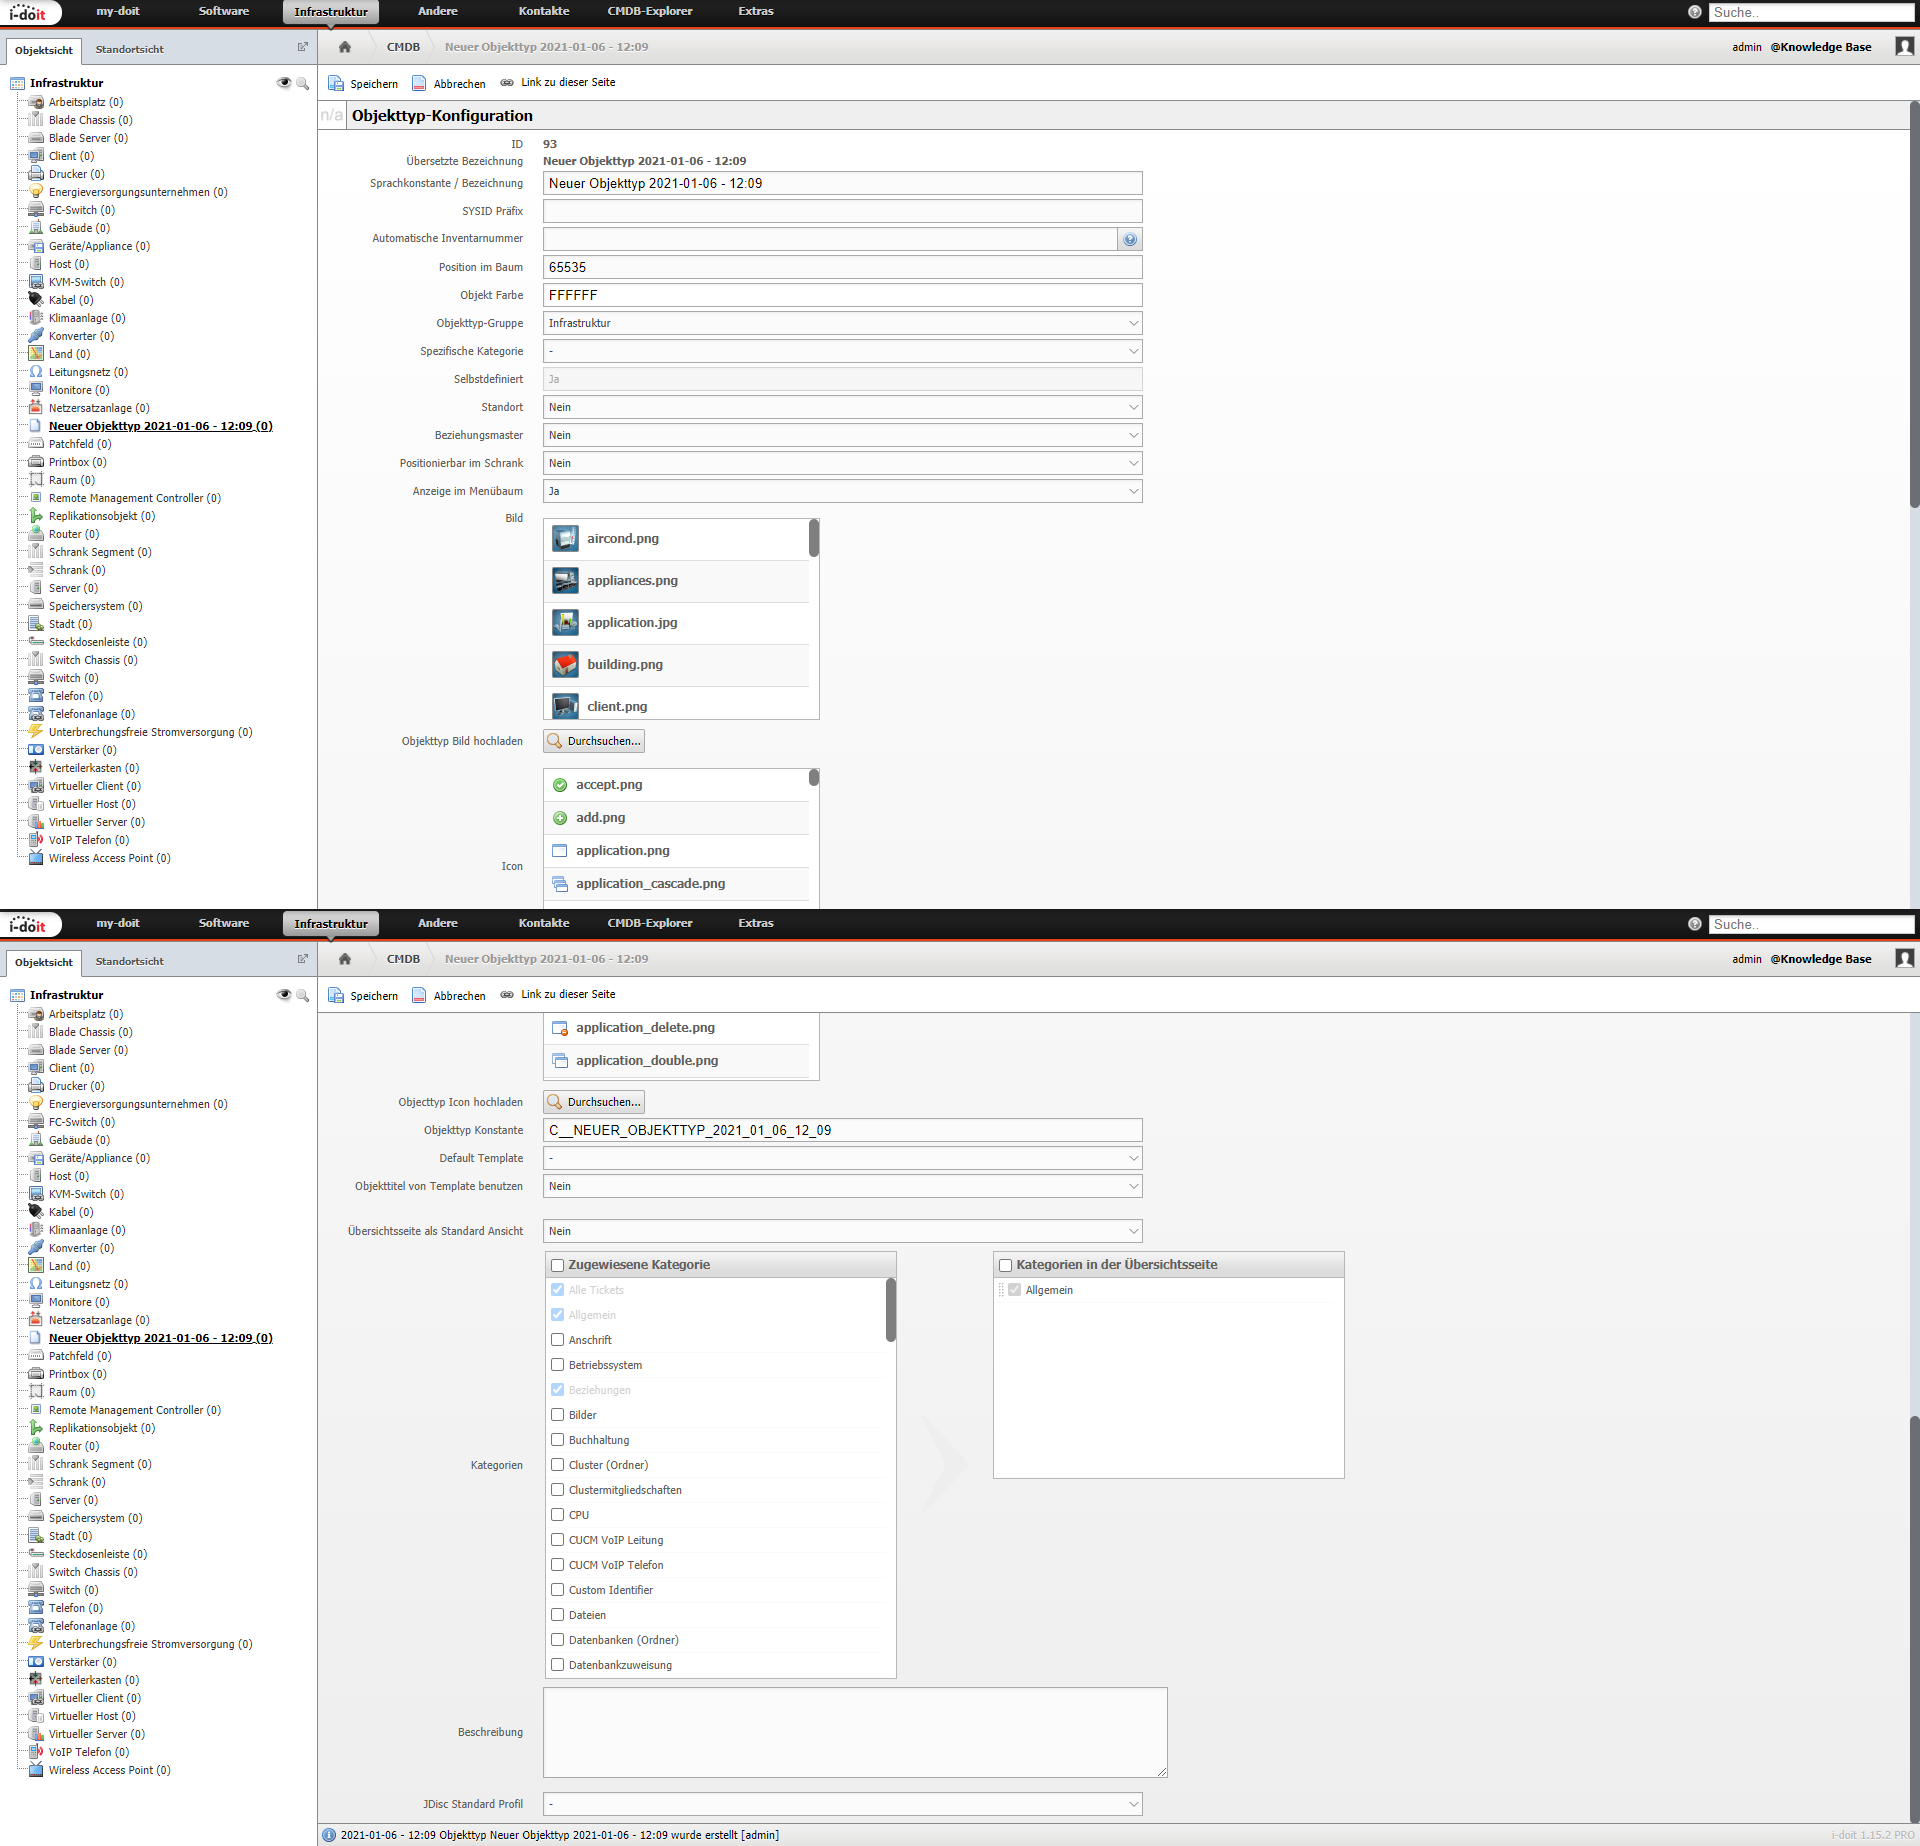 i-doit my-doit Software Infrastruktur Andere Kontakte CMDB-Explorer Extras Suche..
Objektsicht Standortsicht CMDB Neuer Objekttyp 2021-01-06 - 12:09 admin @Knowledge Base
Infrastruktur
Arbeitsplatz (0)
Blade Chassis (0)
Blade Server (0)
Client (0)
Drucker (0)
Energieversorgungsunternehmen (0)
FC-Switch (0)
Gebäude (0)
Geräte/Appliance (0)
Host (0)
KVM-Switch (0)
Kabel (0)
Klimaanlage (0)
Konverter (0)
Land (0)
Leitungsnetz (0)
Monitore (0)
Netzersatzanlage (0)
Neuer Objekttyp 2021-01-06 - 12:09 (0)
Patchfeld (0)
Printbox (0)
Raum (0)
Remote Management Controller (0)
Replikationsobjekt (0)
Router (0)
Schrank Segment (0)
Schrank (0)
Server (0)
Speichersystem (0)
Stadt (0)
Steckdosenleiste (0)
Switch Chassis (0)
Switch (0)
Telefon (0)
Telefonanlage (0)
Unterbrechungsfreie Stromversorgung (0)
Verstärker (0)
Verteilerkasten (0)
Virtueller Client (0)
Virtueller Host (0)
Virtueller Server (0)
VoIP Telefon (0)
Wireless Access Point (0)
Speichern Abbrechen Link zu dieser Seite
n/a Objekttyp-Konfiguration
ID 93
Übersetzte Bezeichnung Neuer Objekttyp 2021-01-06 - 12:09
Sprachkonstante / Bezeichnung Neuer Objekttyp 2021-01-06 - 12:09
SYSID Präfix
Automatische Inventarnummer
Position im Baum 65535
Objekt Farbe FFFFFF
Objekttyp-Gruppe Infrastruktur
Spezifische Kategorie -
Selbstdefiniert Ja
Standort Nein
Beziehungsmaster Nein
Positionierbar im Schrank Nein
Anzeige im Menübaum Ja
Bild
aircond.png
appliances.png
application.jpg
building.png
client.png
Objekttyp Bild hochladen Durchsuchen...
accept.png
add.png
application.png
Icon
application_cascade.png
i-doit my-doit Software Infrastruktur Andere Kontakte CMDB-Explorer Extras Suche..
Objektsicht Standortsicht CMDB Neuer Objekttyp 2021-01-06 - 12:09 admin @Knowledge Base
Infrastruktur
Arbeitsplatz (0)
Blade Chassis (0)
Blade Server (0)
Client (0)
Drucker (0)
Energieversorgungsunternehmen (0)
FC-Switch (0)
Gebäude (0)
Geräte/Appliance (0)
Host (0)
KVM-Switch (0)
Kabel (0)
Klimaanlage (0)
Konverter (0)
Land (0)
Leitungsnetz (0)
Monitore (0)
Netzersatzanlage (0)
Neuer Objekttyp 2021-01-06 - 12:09 (0)
Patchfeld (0)
Printbox (0)
Raum (0)
Remote Management Controller (0)
Replikationsobjekt (0)
Router (0)
Schrank Segment (0)
Schrank (0)
Server (0)
Speichersystem (0)
Stadt (0)
Steckdosenleiste (0)
Switch Chassis (0)
Switch (0)
Telefon (0)
Telefonanlage (0)
Unterbrechungsfreie Stromversorgung (0)
Verstärker (0)
Verteilerkasten (0)
Virtueller Client (0)
Virtueller Host (0)
Virtueller Server (0)
VoIP Telefon (0)
Wireless Access Point (0)
Speichern Abbrechen Link zu dieser Seite
application_delete.png
application_double.png
Objecttyp Icon hochladen Durchsuchen...
Objekttyp Konstante C__NEUER_OBJEKTTYP_2021_01_06_12_09
Default Template -
Objekttitel von Template benutzen Nein
Übersichtsseite als Standard Ansicht Nein
Zugewiesene Kategorie Kategorien in der Übersichtsseite
Alle Tickets Allgemein
Allgemein
Anschrift
Betriebssystem
Beziehungen
Bilder
Buchhaltung
Kategorien Cluster (Ordner)
Clustermitgliedschaften
CPU
CUCM VoIP Leitung
CUCM VoIP Telefon
Custom Identifier
Dateien
Datenbanken (Ordner)
Datenbankzuweisung
Beschreibung
JDisc Standard Profil -
2021-01-06 - 12:09 Objekttyp Neuer Objekttyp 2021-01-06 - 12:09 wurde erstellt [admin] i-doit 1.15.2 PRO